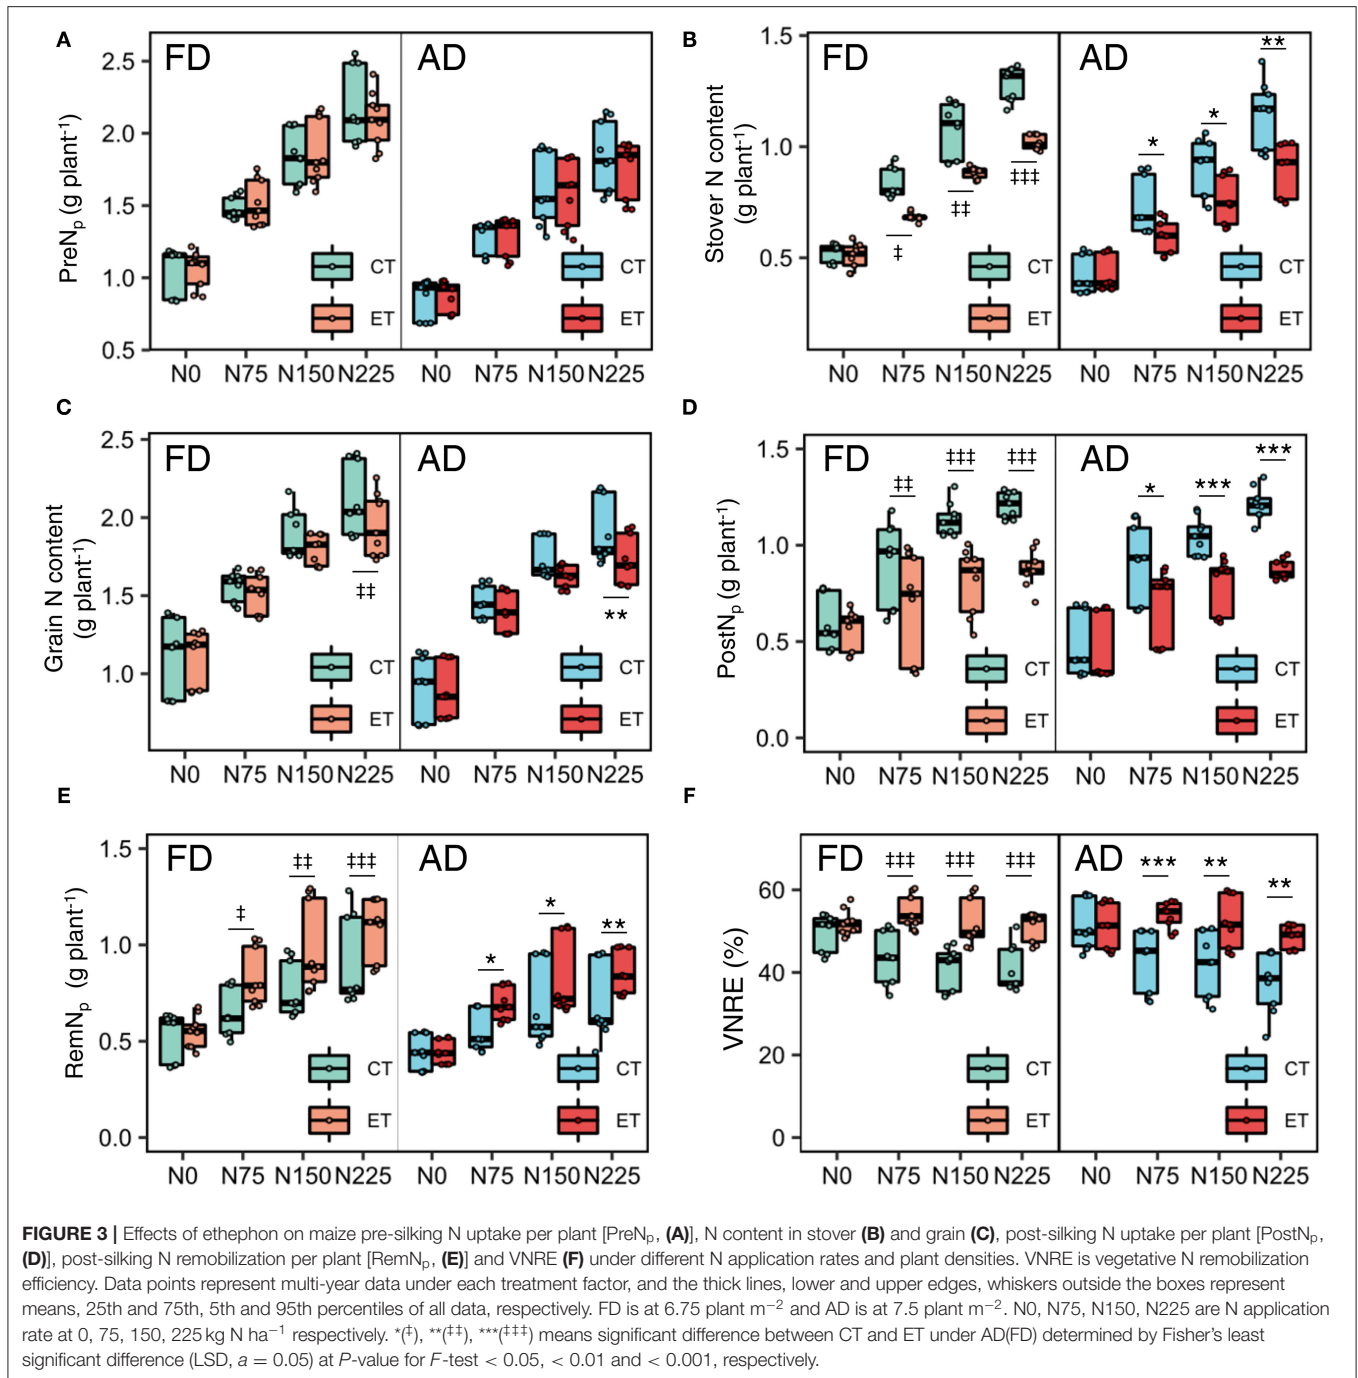 A
FD
AD
PreNp (g plant-1)
2.5
2.0
1.5
1.0
0.5
CT
ET
CT
ET
N0 N75 N150 N225 N0 N75 N150 N225
B
FD
AD
Stover N content
(g plant-1)
1.5
1.0
0.5
‡ ‡‡ ‡‡‡ * * **
CT
ET
CT
ET
N0 N75 N150 N225 N0 N75 N150 N225
C
FD
AD
Grain N content
(g plant-1)
2.5
2.0
1.5
1.0
‡‡ **
CT
ET
CT
ET
N0 N75 N150 N225 N0 N75 N150 N225
D
FD
AD
PostNp (g plant-1)
1.5
1.0
0.5
0.0
‡‡ ‡‡‡ ‡‡‡ * *** ***
CT
ET
CT
ET
N0 N75 N150 N225 N0 N75 N150 N225
E
FD
AD
RemNp (g plant-1)
1.5
1.0
0.5
0.0
‡ ‡‡ ‡‡‡ * * **
CT
ET
CT
ET
N0 N75 N150 N225 N0 N75 N150 N225
F
FD
AD
VNRE (%)
60
40
20
0
‡‡‡ ‡‡‡ ‡‡‡ *** ** **
CT
ET
CT
ET
N0 N75 N150 N225 N0 N75 N150 N225
FIGURE 3 | Effects of ethephon on maize pre-silking N uptake per plant [PreNp, (A)], N content in stover (B) and grain (C), post-silking N uptake per plant [PostNp,
(D)], post-silking N remobilization per plant [RemNp, (E)] and VNRE (F) under different N application rates and plant densities. VNRE is vegetative N remobilization
efficiency. Data points represent multi-year data under each treatment factor, and the thick lines, lower and upper edges, whiskers outside the boxes represent
means, 25th and 75th, 5th and 95th percentiles of all data, respectively. FD is at 6.75 plant m−2 and AD is at 7.5 plant m−2. N0, N75, N150, N225 are N application
rate at 0, 75, 150, 225 kg N ha−1 respectively. *(‡), **(‡‡), ***(‡‡‡) means significant difference between CT and ET under AD(FD) determined by Fisher's least
significant difference (LSD, a = 0.05) at P-value for F-test < 0.05, < 0.01 and < 0.001, respectively.